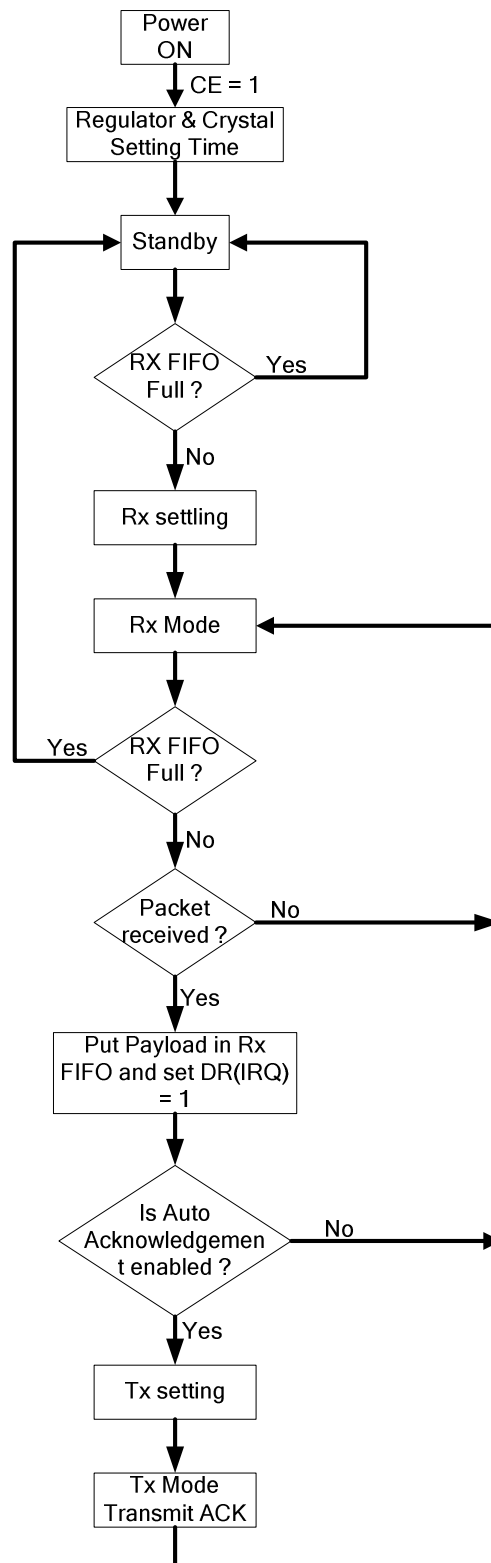 Power
ON
CE = 1
Regulator & Crystal
Setting Time
Standby
RX FIFO
Full ?
Yes
No
Rx settling
Rx Mode
Yes
RX FIFO
Full ?
No
Packet
received ?
No
Yes
Put Payload in Rx
FIFO and set DR(IRQ)
= 1
Is Auto
Acknowledgemen
t enabled ?
No
Yes
Tx setting
Tx Mode
Transmit ACK